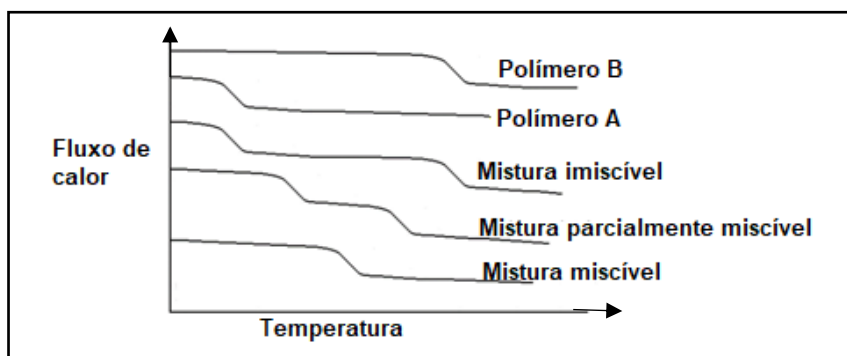 Polímero B
Polímero A
Fluxo de
calor
Mistura imiscível
Mistura parcialmente miscível
Mistura miscível
Temperatura